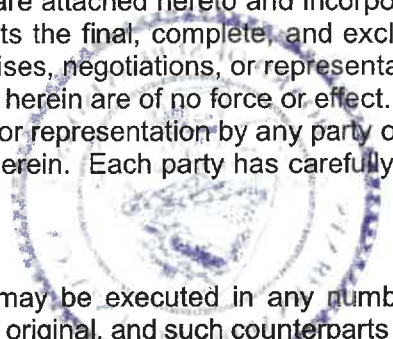 are attached hereto and incorpo
ts the final, complete, and excl
ises, negotiations, or representa
herein are of no force or effect.
or representation by any party o
erein. Each party has carefully
may be executed in any numb
original, and such counterparts